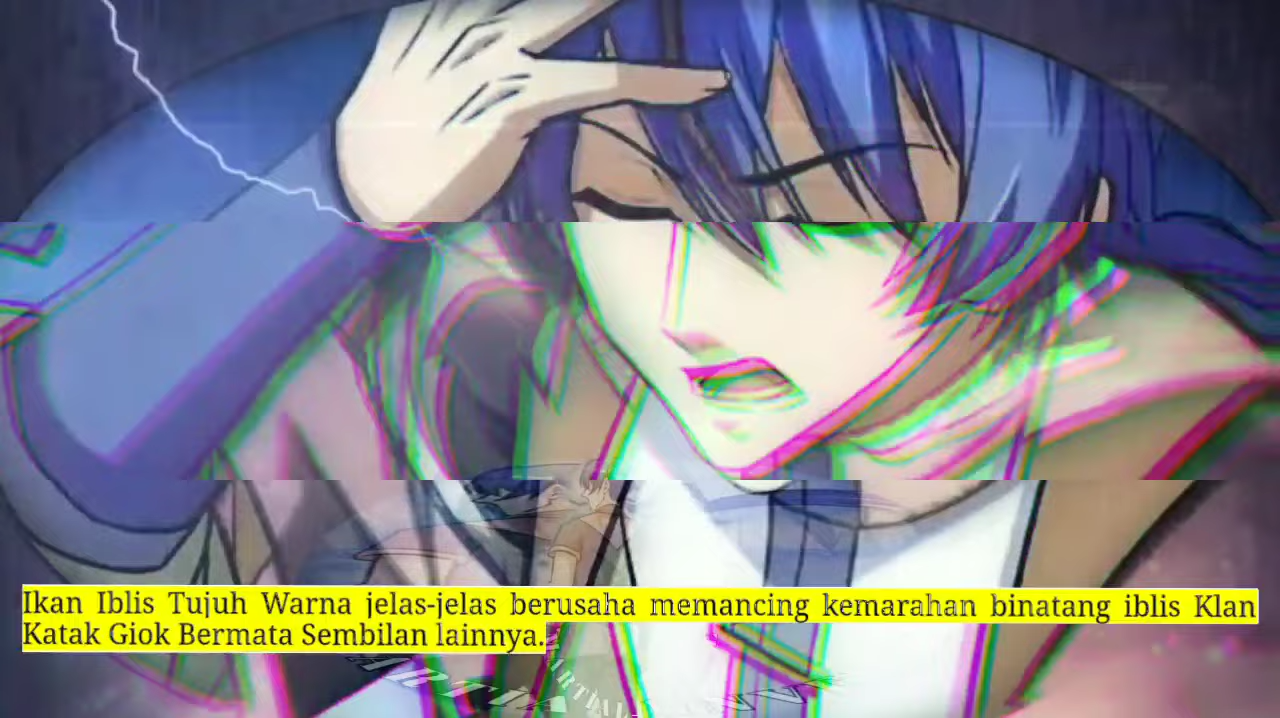 Ikan Iblis Tujuh Warna jelas-jelas berusaha memancing kemarahan binatang iblis Klan
Katak Giok Bermata Sembilan lainnya.